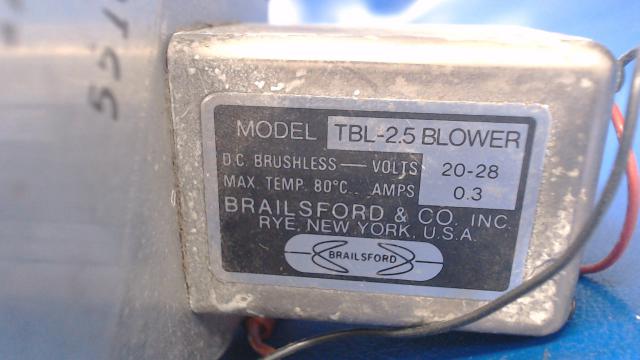 MODEL TBL-2.5 BLOWER
D.C. BRUSHLESS — VOLTS 20-28
MAX. TEMP. 80°C.. AMPS 0.3
BRAILSFORD & CO. INC.
RYE, NEW YORK, U.S.A.
BRAILSFORD